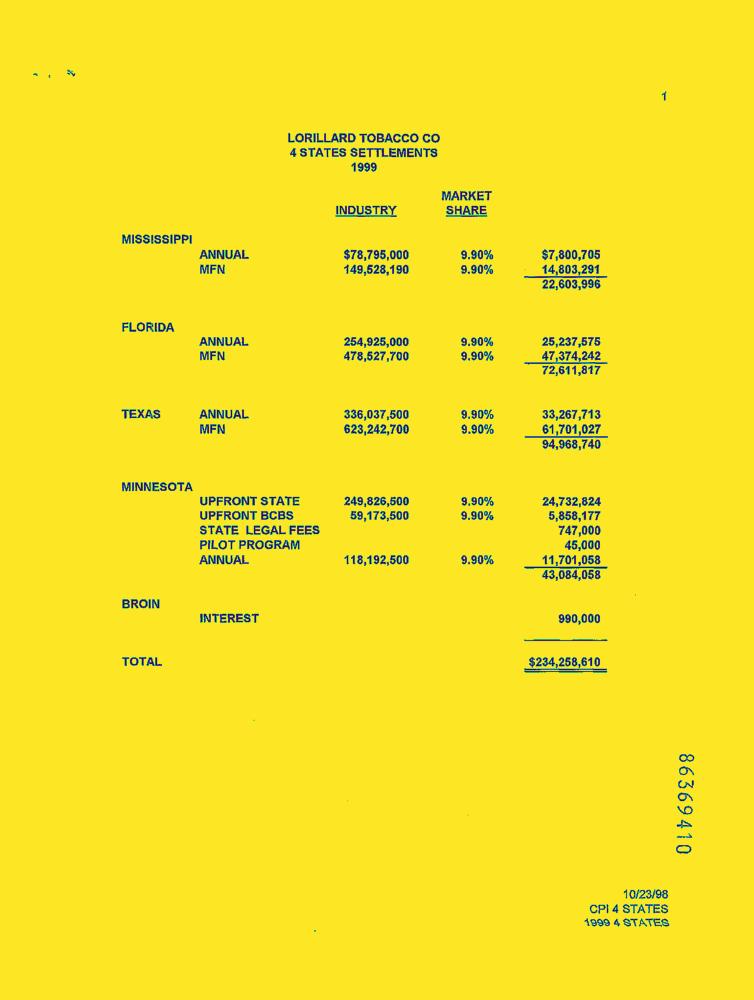 1
LORILLARD TOBACCO CO
4 STATES SETTLEMENTS
1999
MARKET
INDUSTRY SHARE
MISSISSIPPI
ANNUAL $78,795,000 9.90% $7,800,705
MFN 149,528,190 9.90% 14,803,291
22,603,996
FLORIDA
ANNUAL 254,925,000 9.90% 25,237,575
MFN 478,527,700 9.90% 47,374,242
72,611,817
TEXAS ANNUAL 336,037,500 9.90% 33,267,713
MFN 623,242,700 9.90% 61,701,027
94,968,740
MINNESOTA
UPFRONT STATE 249,826,500 9.90% 24,732,824
UPFRONT BCBS 59,173,500 9.90% 5,858,177
STATE LEGAL FEES 747,000
PILOT PROGRAM 45,000
ANNUAL 118,192,500 9.90% 11,701,058
43,084,058
BROIN
INTEREST 990,000
TOTAL $234,258,610
86369410
10/23/98
CPI 4 STATES
1999 4 STATES